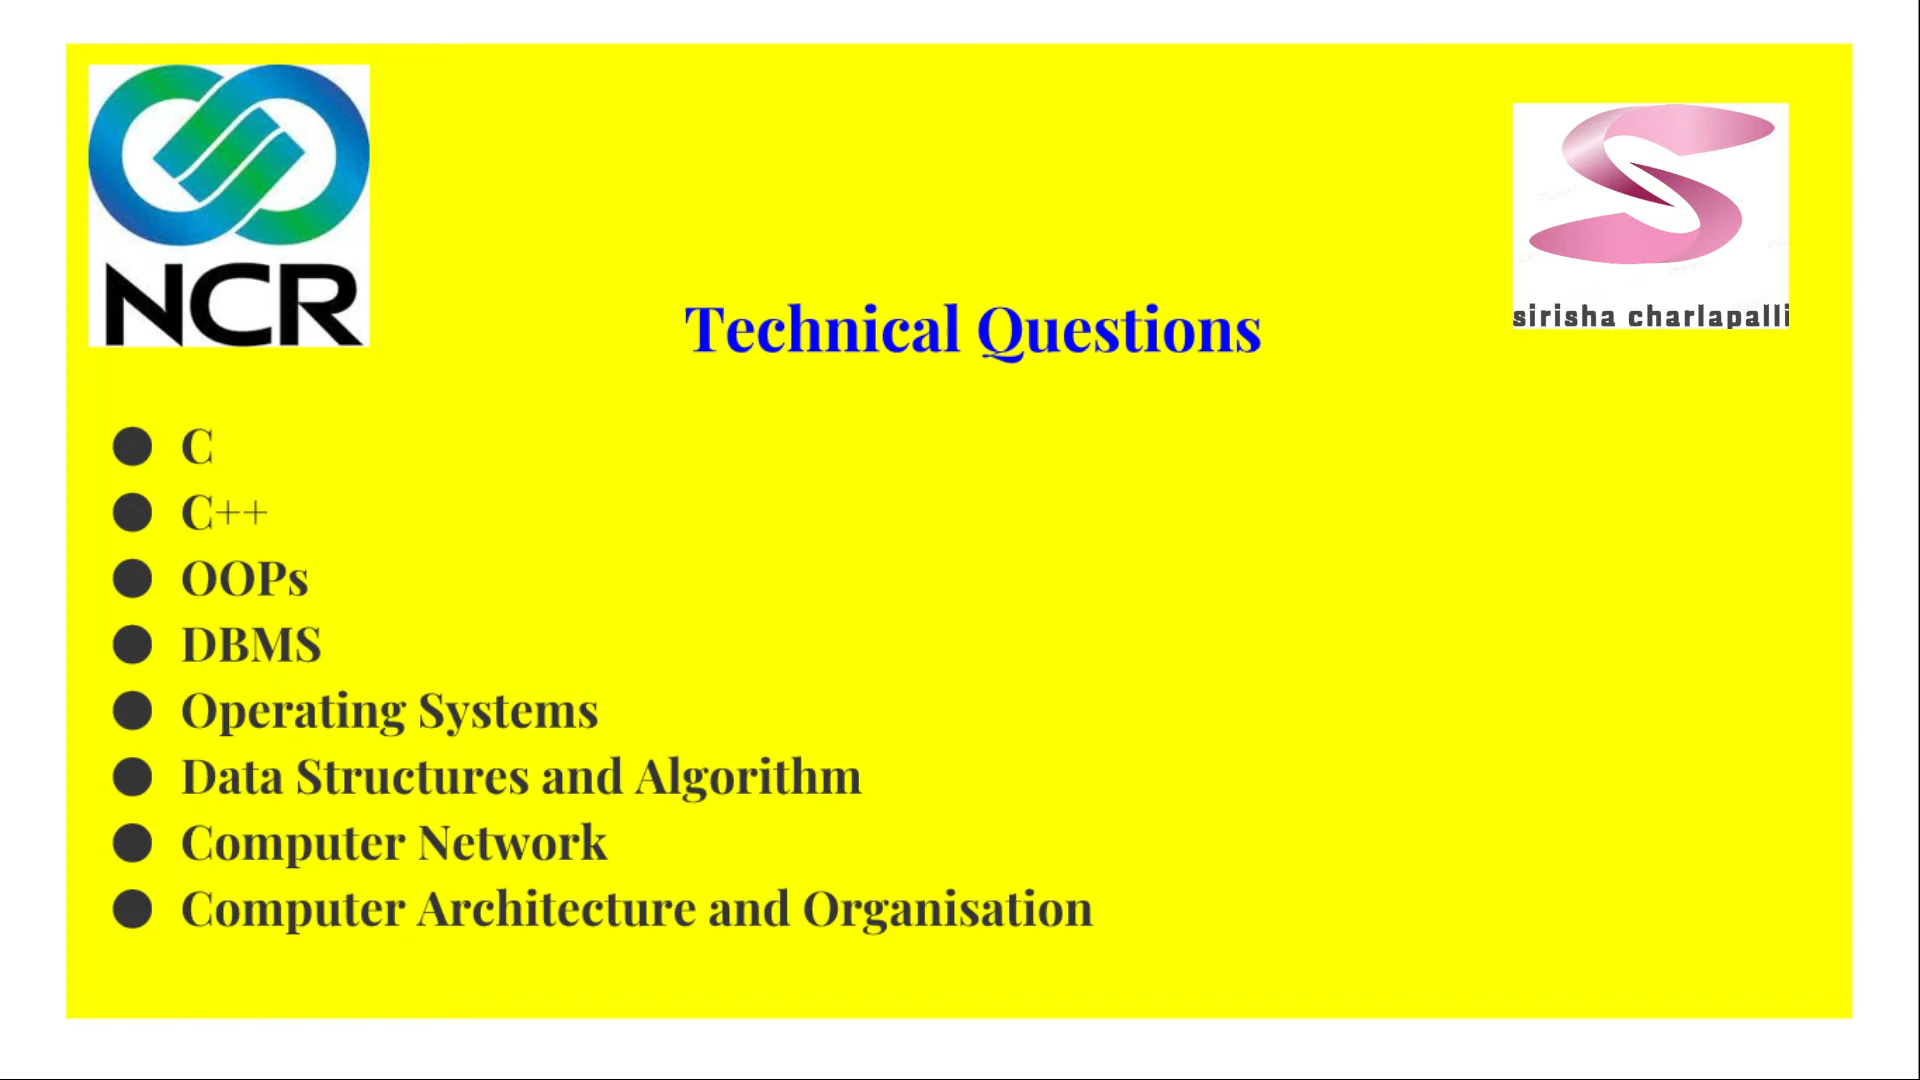 NCR
sirisha charlapalli
Technical Questions
● C
● C++
● OOPs
● DBMS
● Operating Systems
● Data Structures and Algorithm
● Computer Network
● Computer Architecture and Organisation